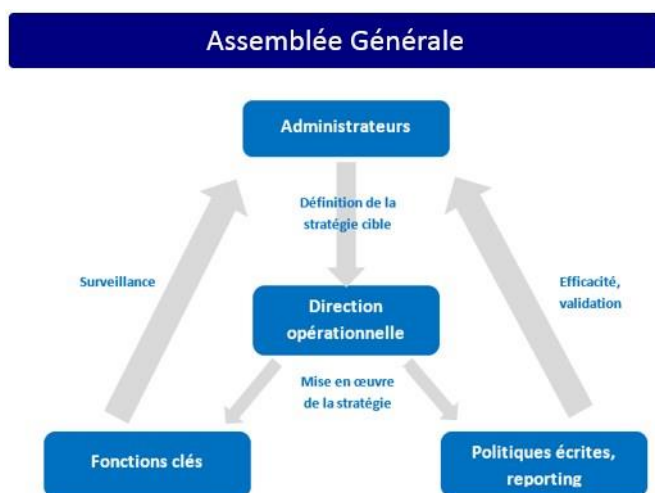 Assemblée Générale
Administrateurs
Définition de la
stratégie cible
Surveillance
Efficacité,
validation
Direction
opérationnelle
Mise en œuvre
de la stratégie
Fonctions clés
Politiques écrites,
reporting